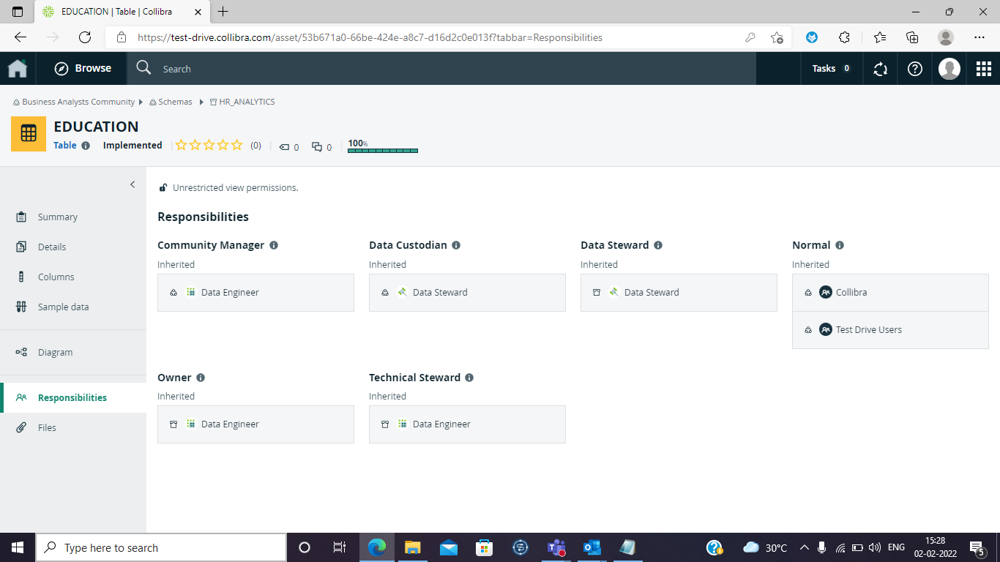 EDUCATION | Table | Collibra
https://test-drive.collibra.com/asset/53b671a0-66be-424e-a8c7-d16d2c0e013f?tabbar=Responsibilities
Browse
Search
Tasks 0
Business Analysts Community
Schemas
HR_ANALYTICS
EDUCATION
Table
Implemented
(0)
0
0
100%
Unrestricted view permissions.
Summary
Details
Columns
Sample data
Diagram
Responsibilities
Files
Responsibilities
Community Manager
Inherited
Data Engineer
Data Custodian
Inherited
Data Steward
Data Steward
Inherited
Data Steward
Normal
Inherited
Collibra
Test Drive Users
Owner
Inherited
Data Engineer
Technical Steward
Inherited
Data Engineer
Type here to search
30°C
ENG
15:28
02-02-2022
5